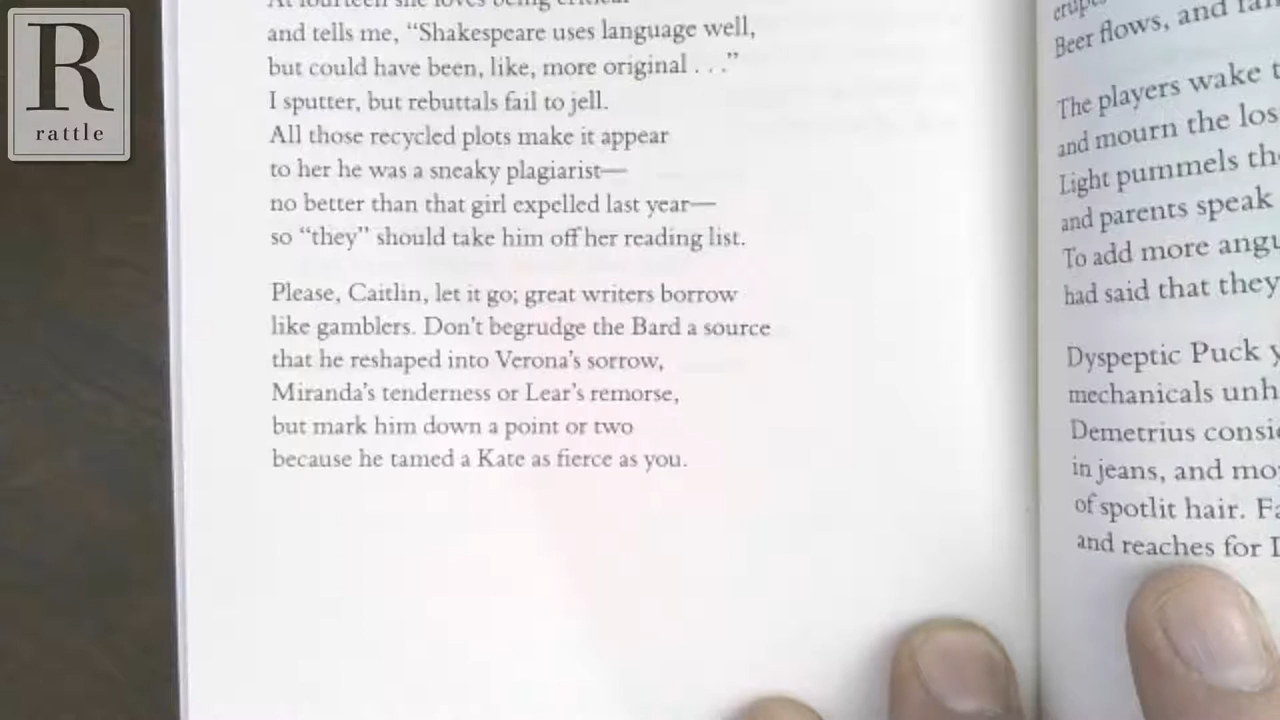 R
rattle
At fourteen she loves being critical
and tells me, “Shakespeare uses language well,
but could have been, like, more original . . .”
I sputter, but rebuttals fail to jell.
All those recycled plots make it appear
to her he was a sneaky plagiarist—
no better than that girl expelled last year—
so “they” should take him off her reading list.
Please, Caitlin, let it go; great writers borrow
like gamblers. Don’t begrudge the Bard a source
that he reshaped into Verona’s sorrow,
Miranda’s tenderness or Lear’s remorse,
but mark him down a point or two
because he tamed a Kate as fierce as you.
Beer flows, and
The players wake
and mourn the
Light pummels
and parents speak
To add more
had said that they
Dyspeptic Puck
mechanicals
Demetrius
in jeans, and
of spotlit hair.
and reaches for